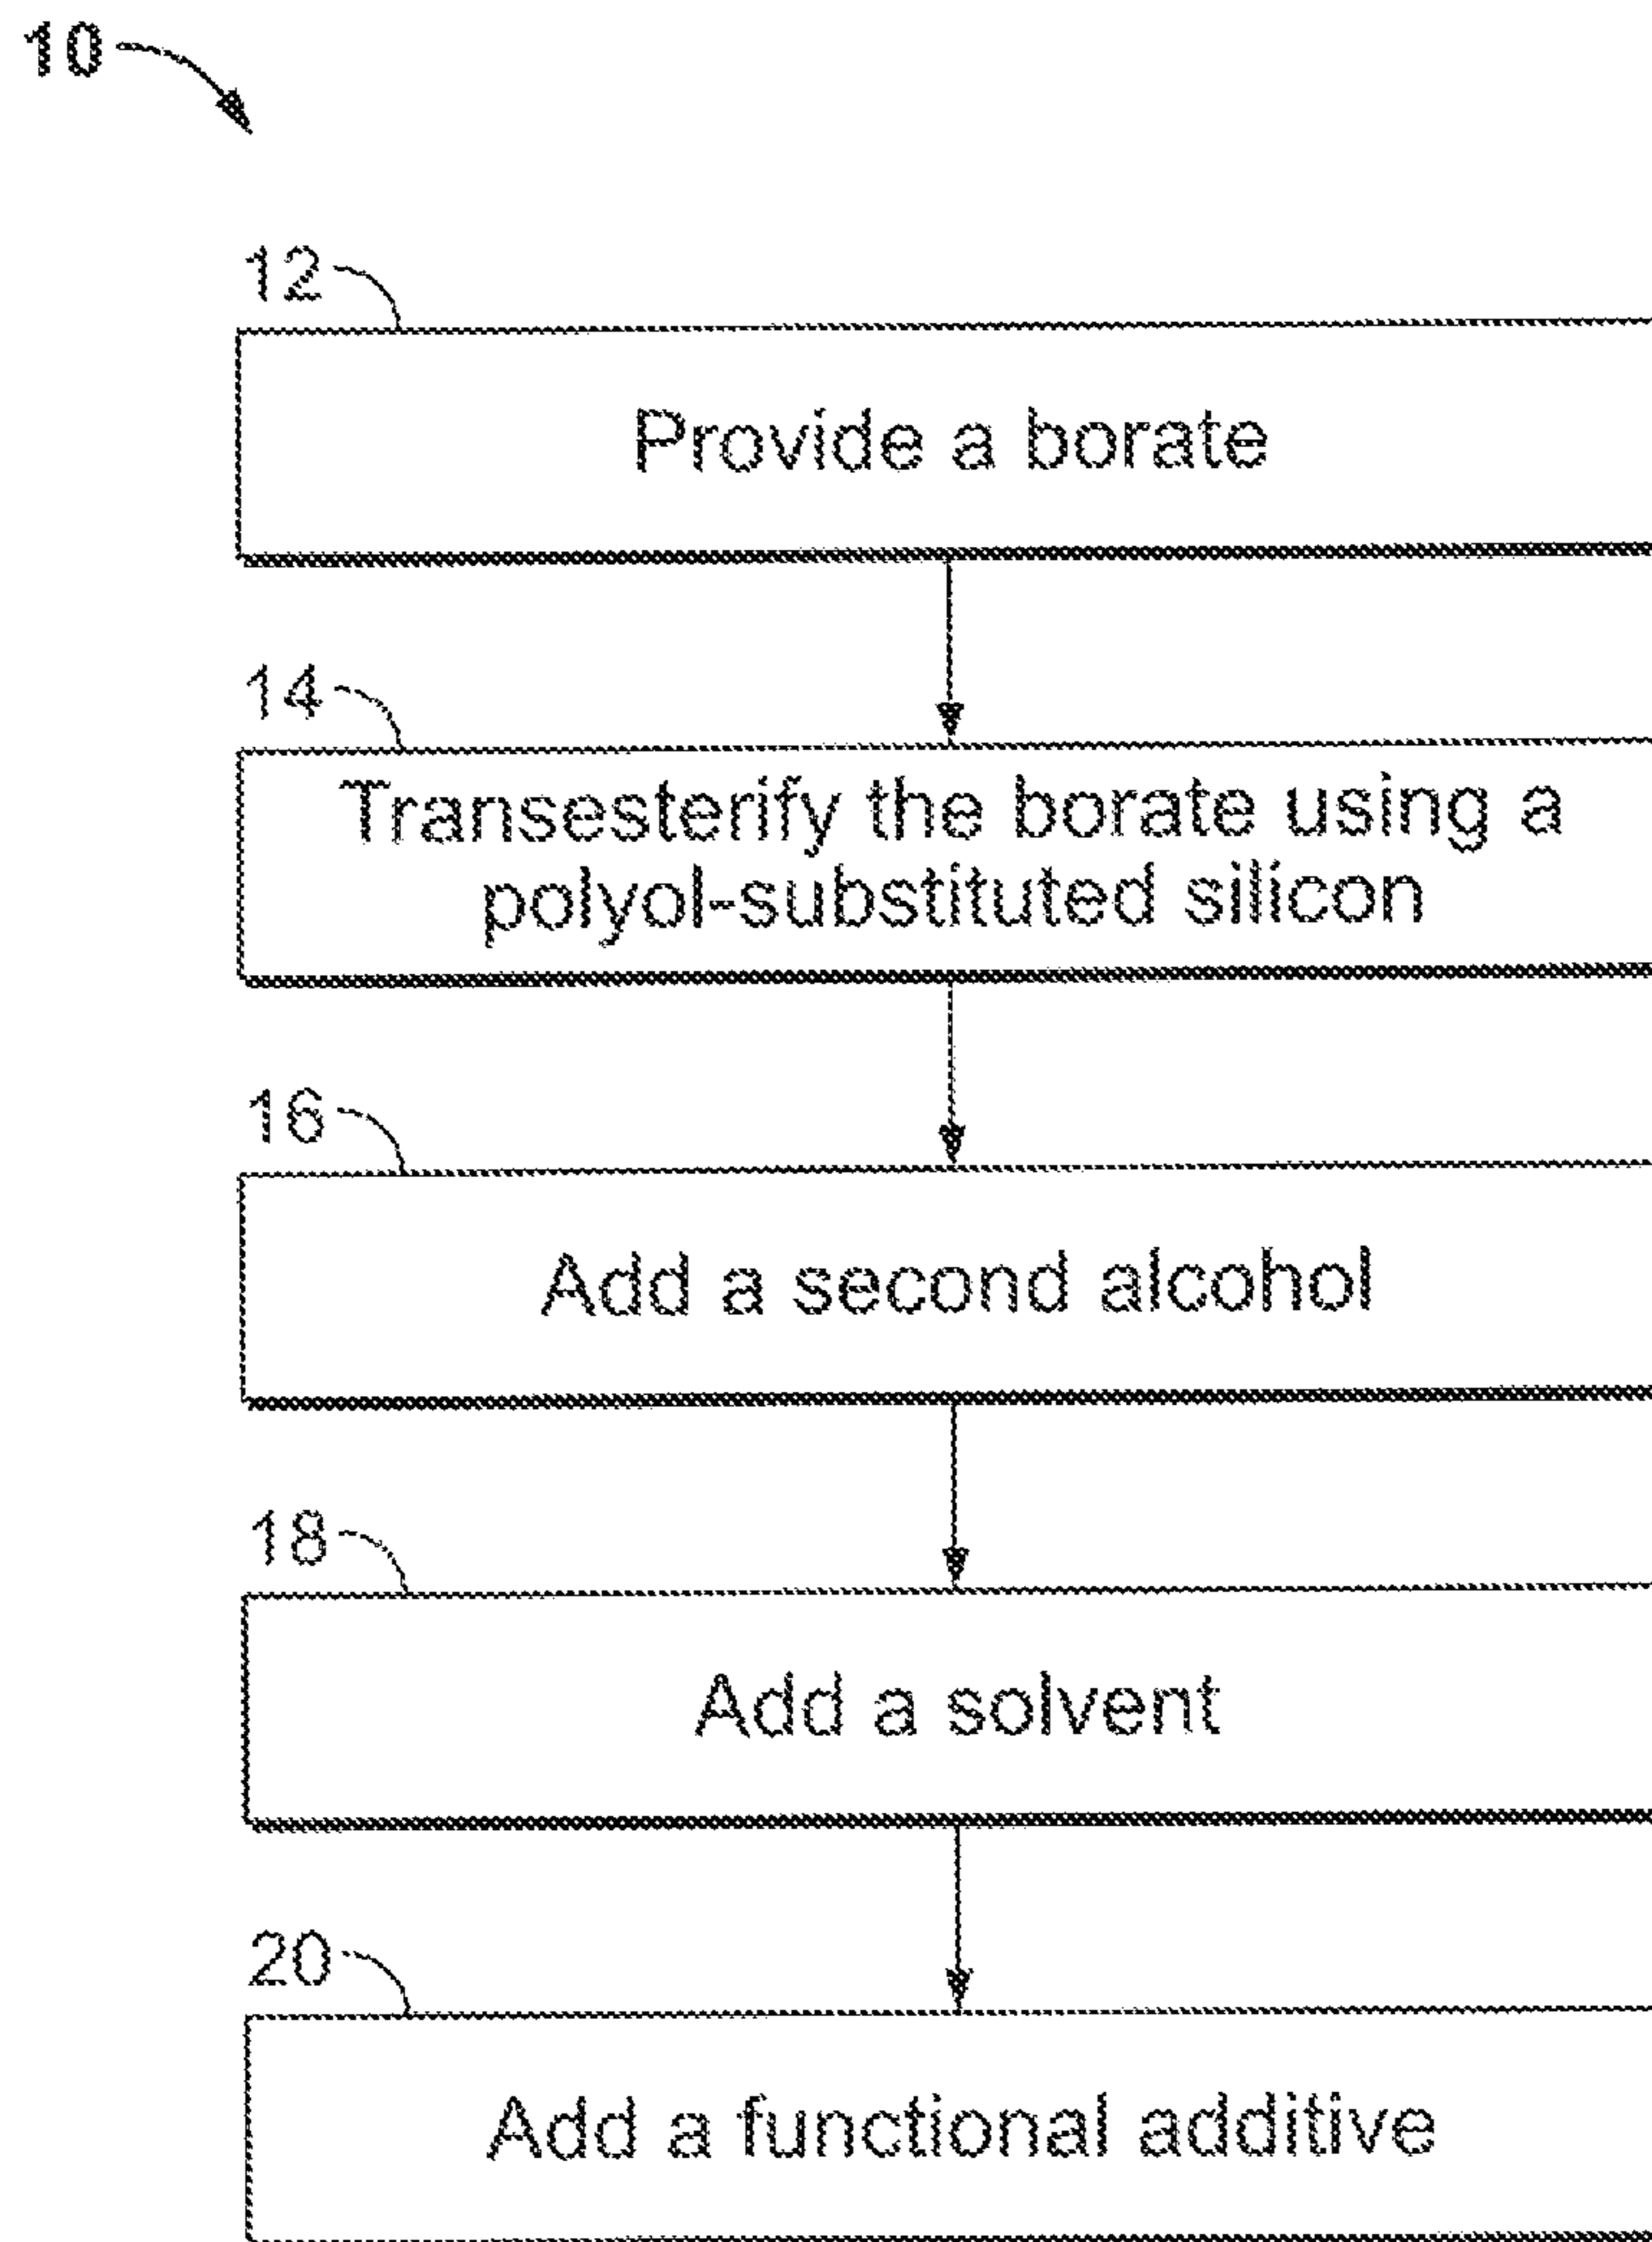 10
12
Provide a borate
14
Transesterify the borate using a
polyol-substituted silicon
16
Add a second alcohol
18
Add a solvent
20
Add a functional additive